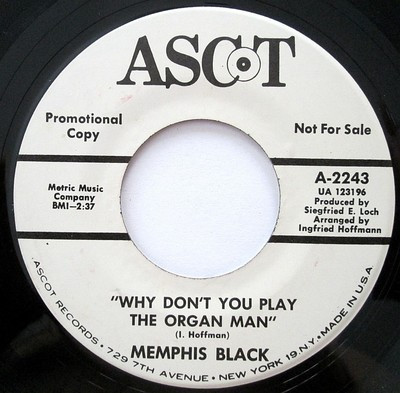 ASCOT
Promotional
Copy
Not For Sale
Metric Music
Company
BMI-2:37
A-2243
UA 123196
Produced by
Siegfried E. Loch
Arranged by
Ingfried Hoffmann
"WHY DON'T YOU PLAY
THE ORGAN MAN"
(I. Hoffman)
MEMPHIS BLACK
ASCOT RECORDS • 729 7TH AVENUE • NEW YORK 19, N.Y. • MADE IN U.S.A.